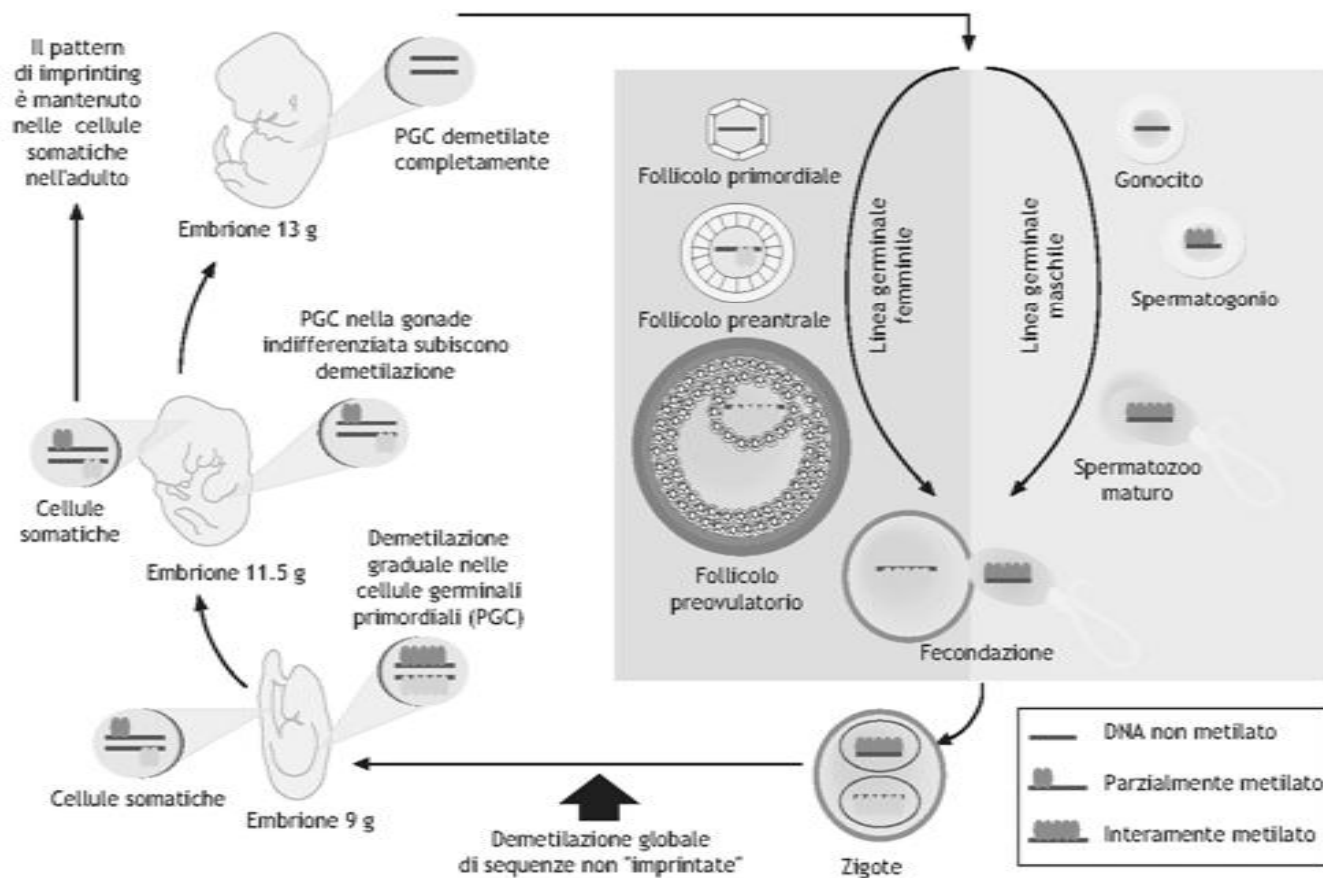 Il pattern
di imprinting
è mantenuto
nelle cellule
somatiche
nell'adulto
PGC demetilate
completamente
Embrione 13 g
PGC nella gonade
indifferenziata subiscono
demetilazione
Cellule
somatiche
Embrione 11.5 g
Demetilazione
graduale nelle
cellule germinali
primordiali (PGC)
Cellule somatiche
Embrione 9 g
Demetilazione globale
di sequenze non "imprintate"
Zigote
Follicolo primordiale
Follicolo preantrale
Follicolo
preovulatorio
Linea germinale
femminile
Linea germinale
maschile
Gonocito
Spermatogonio
Spermatozoo
maturo
Fecondazione
DNA non metilato
Parzialmente metilato
Interamente metilato